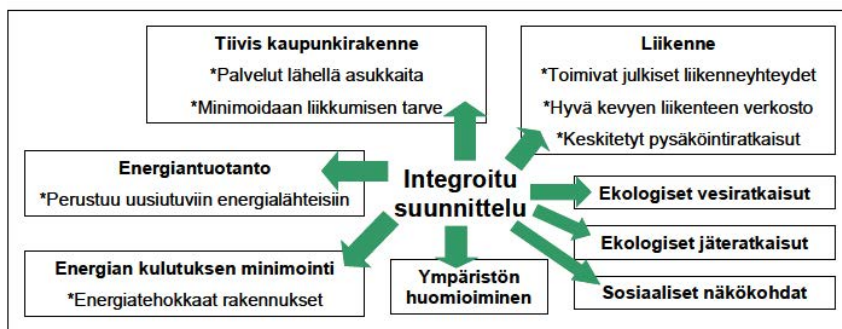 Tiivis kaupunkirakenne
*Palvelut lähellä asukkaita
*Minimoidaan liikkumisen tarve
Liikenne
*Toimivat julkiset liikenneyhteydet
*Hyvä kevyen liikenteen verkosto
*Keskitetyt pysäköintiratkaisut
Energiantuotanto
*Perustuu uusiutuviin energialähteisiin
Integroitu
suunnittelu
Ekologiset vesiratkaisut
Ekologiset jäteratkaisut
Energian kulutuksen minimointi
*Energiatehokkaat rakennukset
Ympäristön
huomioiminen
Sosiaaliset näkökohdat